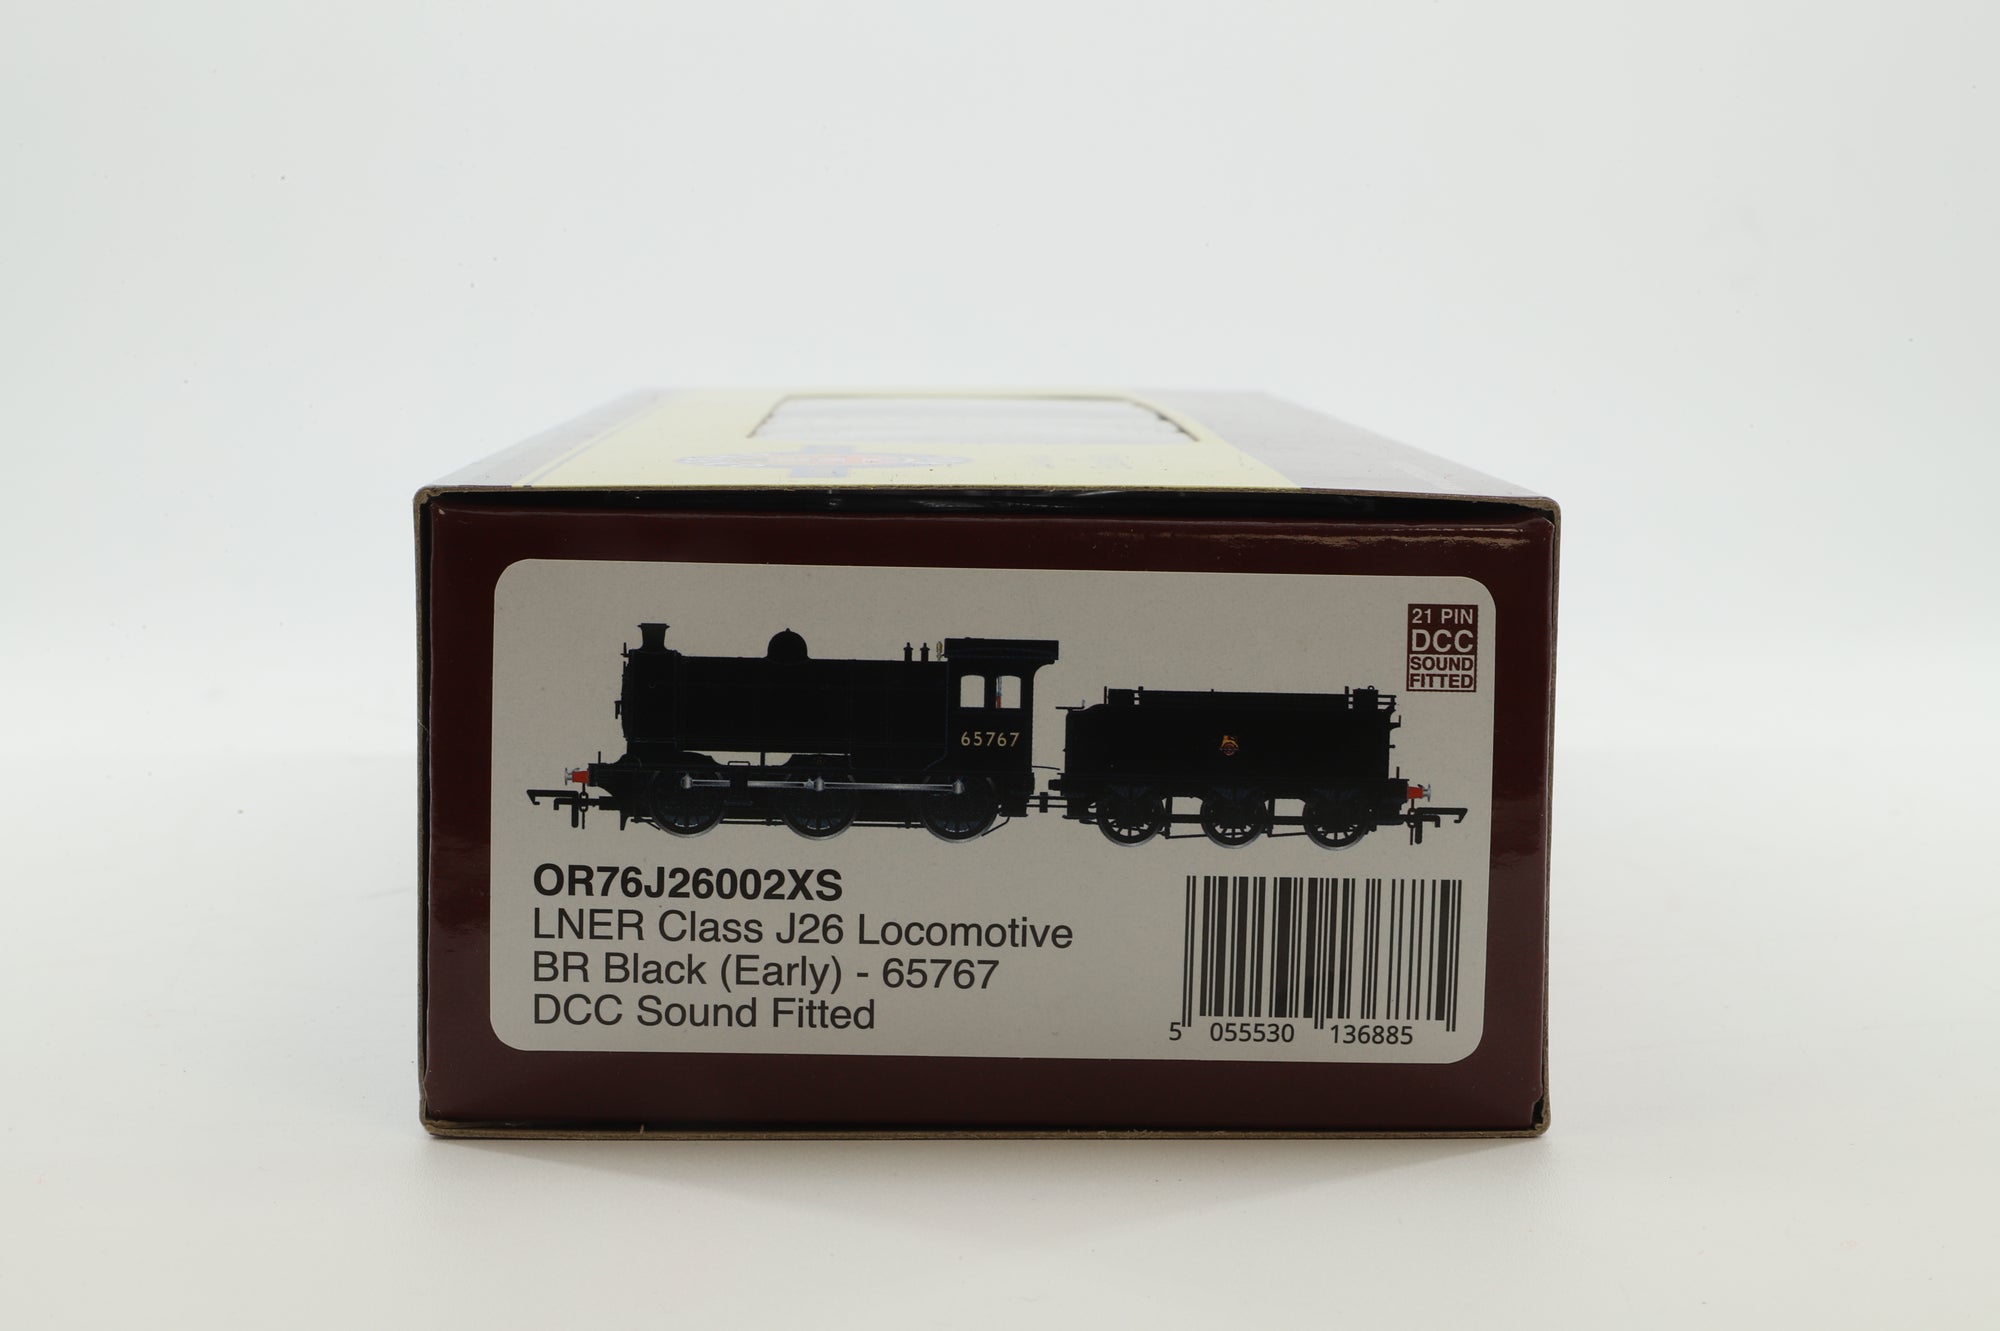 21 PIN
DCC
SOUND
FITTED
65767
OR76J26002XS
LNER Class J26 Locomotive
BR Black (Early) - 65767
DCC Sound Fitted
5 055530 136885